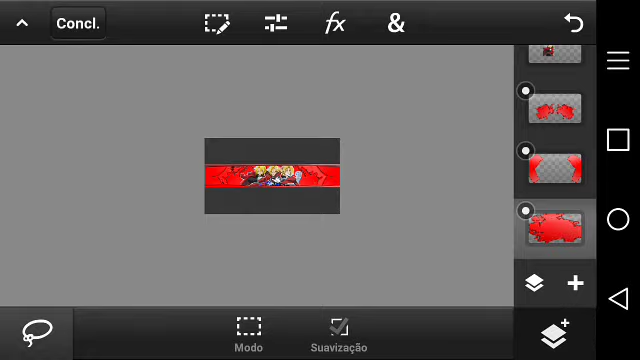 Concl.
fx
&
Modo
Suavização